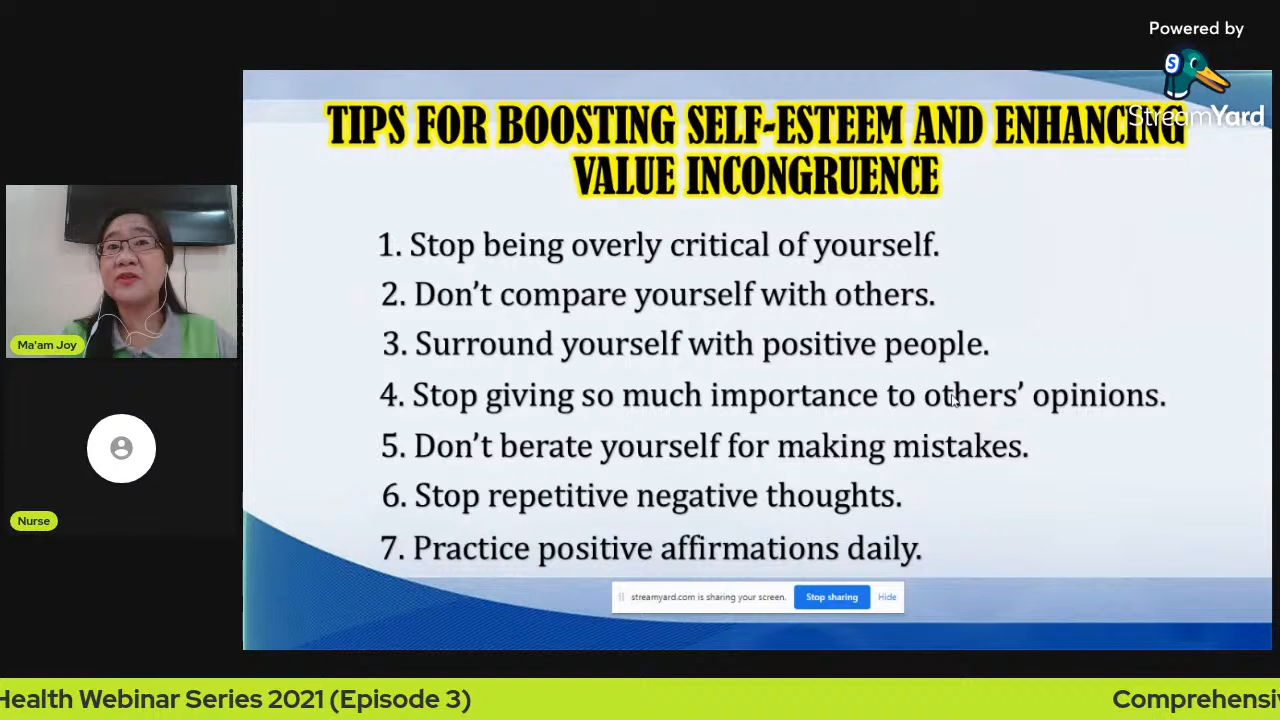 Powered by
StreamYard
TIPS FOR BOOSTING SELF-ESTEEM AND ENHANCING
VALUE INCONGRUENCE
1. Stop being overly critical of yourself.
2. Don’t compare yourself with others.
3. Surround yourself with positive people.
4. Stop giving so much importance to others’ opinions.
5. Don’t berate yourself for making mistakes.
6. Stop repetitive negative thoughts.
7. Practice positive affirmations daily.
Ma'am Joy
Nurse
streamyard.com is sharing your screen. Stop sharing Hide
Health Webinar Series 2021 (Episode 3) Comprehensiv